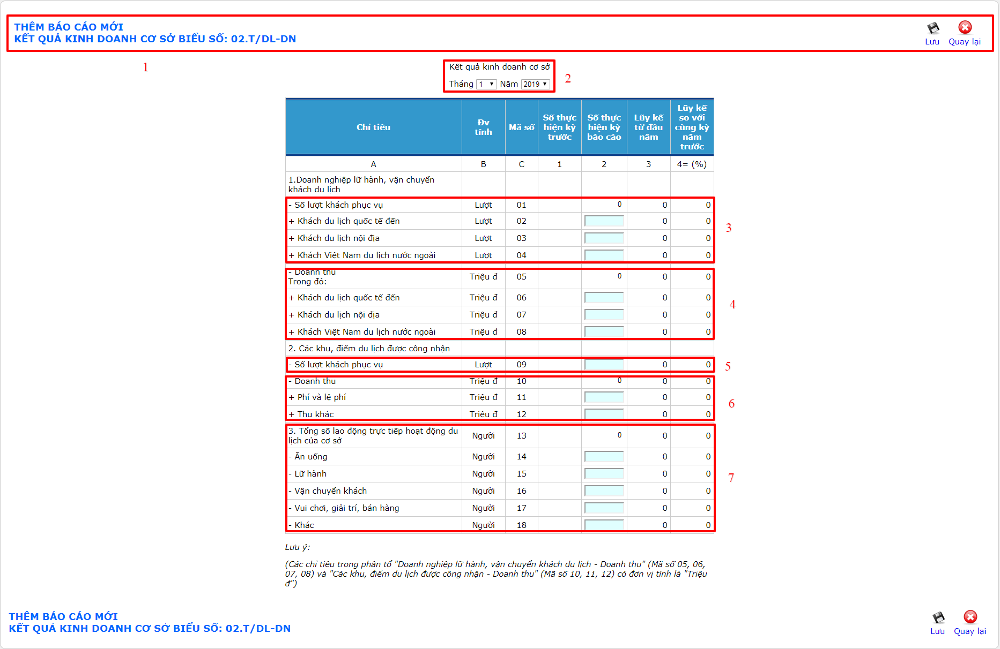 THÊM BÁO CÁO MỚI
KẾT QUẢ KINH DOANH CƠ SỞ BIỂU SỐ: 02.T/DL-DN
Lưu Quay lại
1
Kết quả kinh doanh cơ sở
Tháng 1 Năm 2019
2
Chỉ tiêu Đv tính Mã số Số thực hiện kỳ trước Số thực hiện kỳ báo cáo Lũy kế từ đầu năm Lũy kế so với cùng kỳ năm trước
A B C 1 2 3 4= (%)
1.Doanh nghiệp lữ hành, vận chuyển
khách du lịch
- Số lượt khách phục vụ Lượt 01 0 0 0
+ Khách du lịch quốc tế đến Lượt 02 0 0
3
+ Khách du lịch nội địa Lượt 03 0 0
+ Khách Việt Nam du lịch nước ngoài Lượt 04 0 0
- Doanh thu
Trong đó: Triệu đ 05 0 0 0
+ Khách du lịch quốc tế đến Triệu đ 06 0 0
4
+ Khách du lịch nội địa Triệu đ 07 0 0
+ Khách Việt Nam du lịch nước ngoài Triệu đ 08 0 0
2. Các khu, điểm du lịch được công nhận
- Số lượt khách phục vụ Lượt 09 0 0
5
- Doanh thu Triệu đ 10 0 0 0
+ Phí và lệ phí Triệu đ 11 0 0
6
+ Thu khác Triệu đ 12 0 0
3. Tổng số lao động trực tiếp hoạt động du
lịch của cơ sở Người 13 0 0 0
- Ăn uống Người 14 0 0
- Lữ hành Người 15 0 0
7
- Vận chuyển khách Người 16 0 0
- Vui chơi, giải trí, bán hàng Người 17 0 0
- Khác Người 18 0 0
Lưu ý:
(Các chỉ tiêu trong phân tổ "Doanh nghiệp lữ hành, vận chuyển khách du lịch - Doanh thu" (Mã số 05, 06,
07, 08) và "Các khu, điểm du lịch được công nhận - Doanh thu" (Mã số 10, 11, 12) có đơn vị tính là "Triệu
đ")
THÊM BÁO CÁO MỚI
KẾT QUẢ KINH DOANH CƠ SỞ BIỂU SỐ: 02.T/DL-DN
Lưu Quay lại